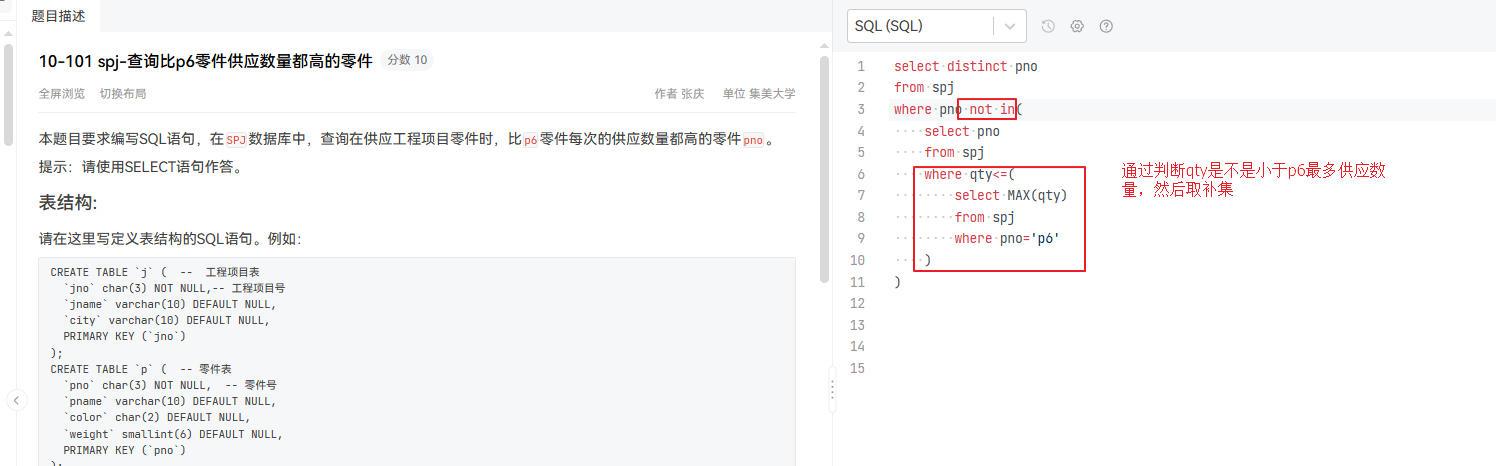 题目描述
10-101 spj-查询比p6零件供应数量都高的零件 分数 10
全屏浏览 切换布局 作者 张庆 单位 集美大学
本题目要求编写SQL语句，在SPJ数据库中，查询在供应工程项目零件时，比p6零件每次的供应数量都高的零件pno。
提示：请使用SELECT语句作答。
表结构:
请在这里写定义表结构的SQL语句。例如：
CREATE TABLE `j` (  --  工程项目表
  `jno` char(3) NOT NULL,-- 工程项目号
  `jname` varchar(10) DEFAULT NULL,
  `city` varchar(10) DEFAULT NULL,
  PRIMARY KEY (`jno`)
);
CREATE TABLE `p` (  -- 零件表
  `pno` char(3) NOT NULL,  -- 零件号
  `pname` varchar(10) DEFAULT NULL,
  `color` char(2) DEFAULT NULL,
  `weight` smallint(6) DEFAULT NULL,
  PRIMARY KEY (`pno`)
);
SQL (SQL)
1 select distinct pno
2 from spj
3 where pno not in(
4     select pno
5     from spj
6     where qty<=(
7         select MAX(qty)
8         from spj
9         where pno='p6'
10     )
11 )
12
13
14
15
通过判断qty是不是小于p6最多供应数
量，然后取补集